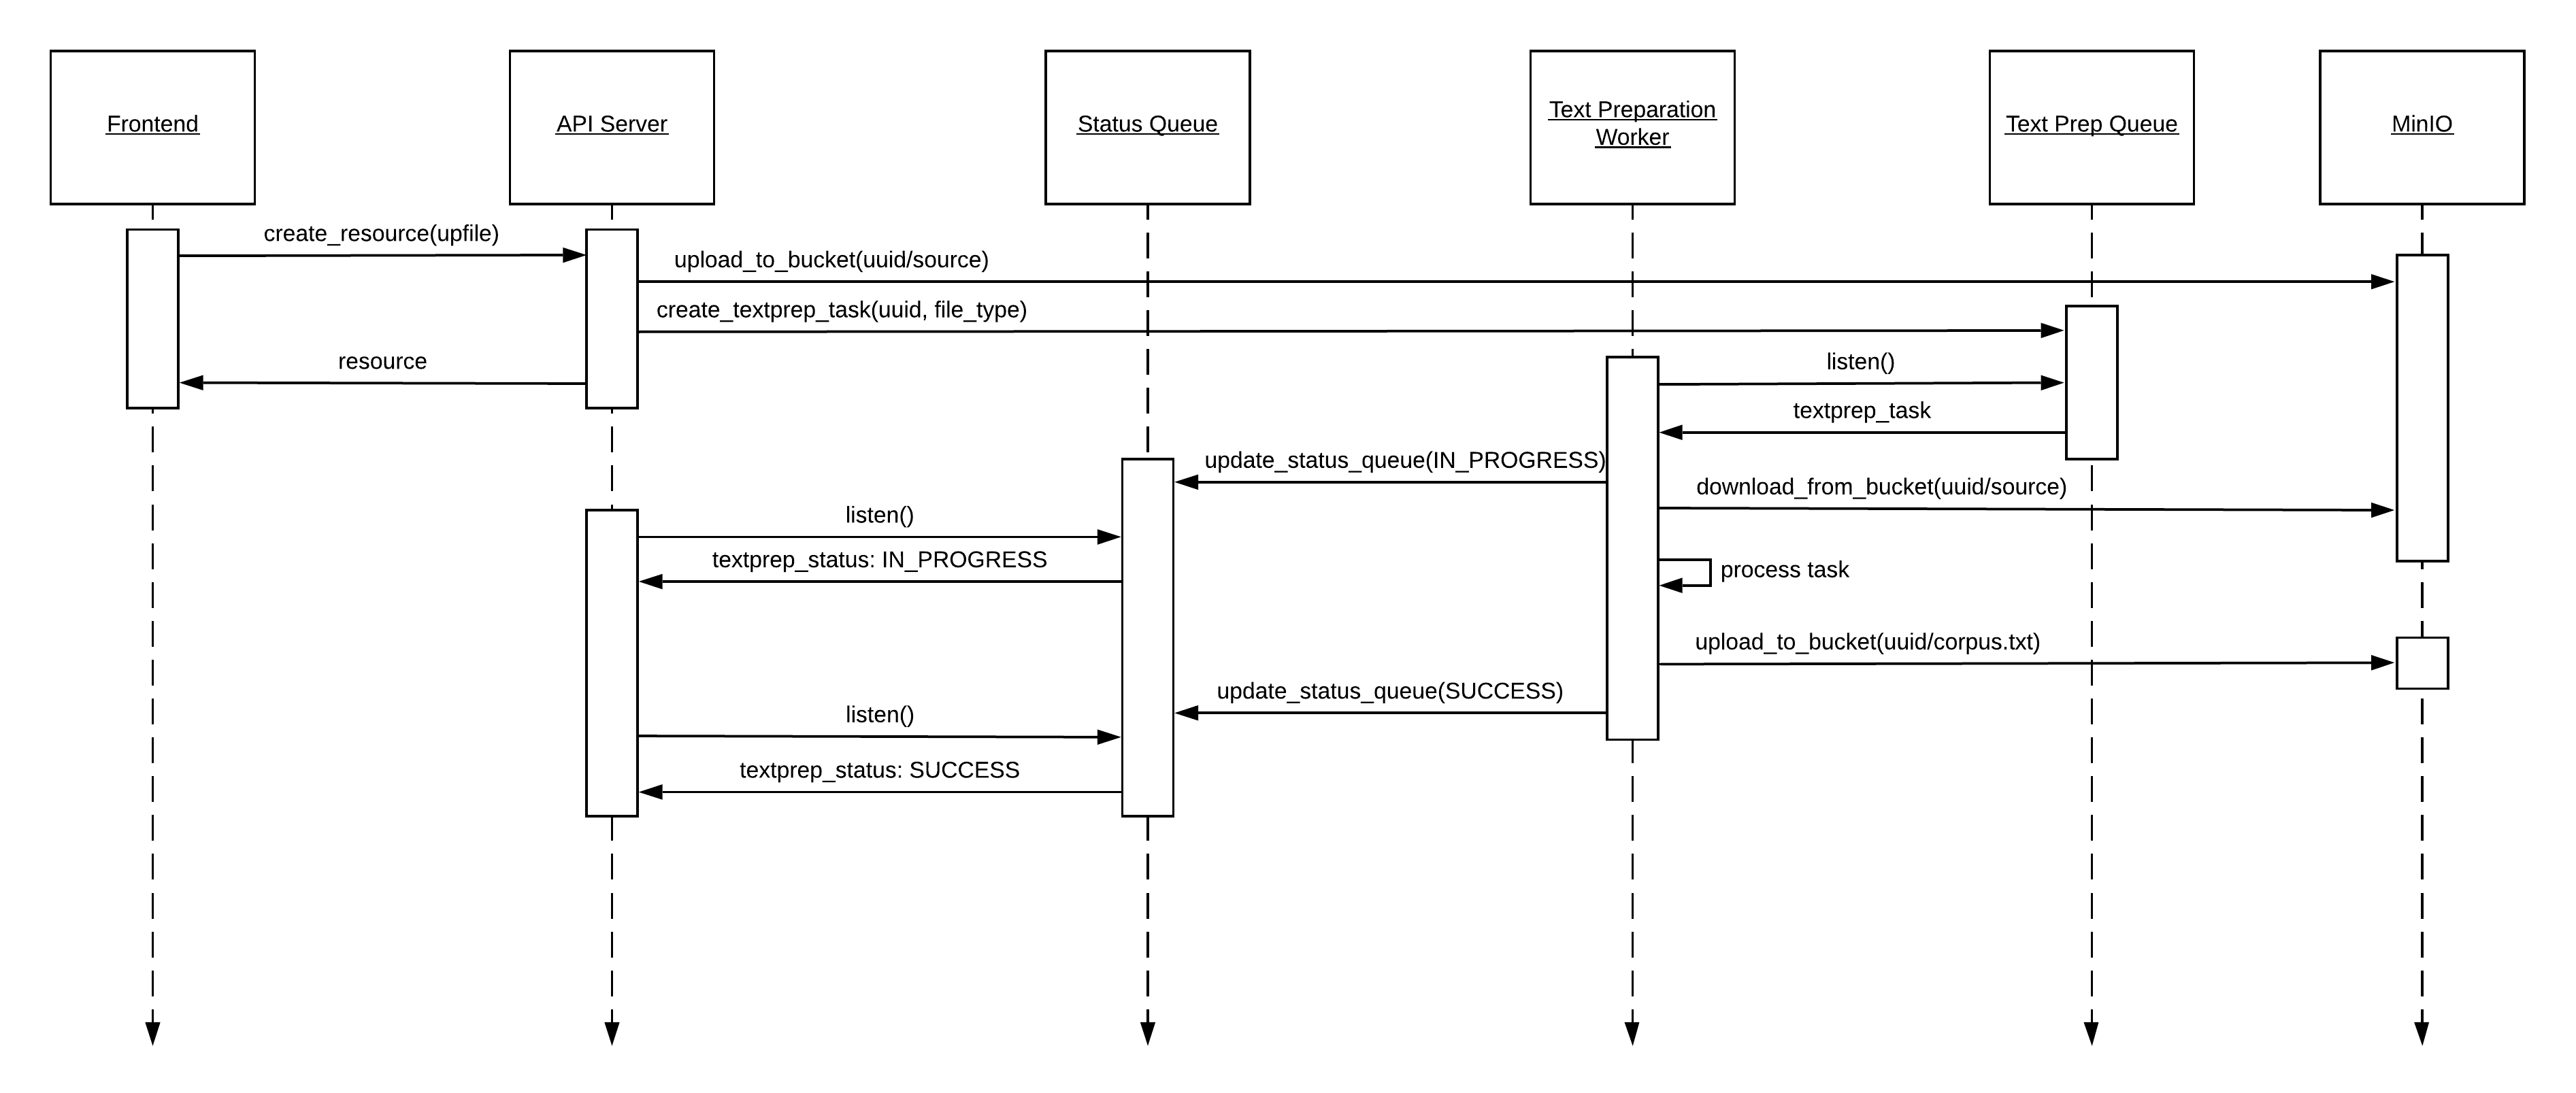 Frontend
API Server
Status Queue
Text Preparation
Worker
Text Prep Queue
MinIO
create_resource(upfile)
upload_to_bucket(uuid/source)
create_textprep_task(uuid, file_type)
resource
listen()
textprep_task
update_status_queue(IN_PROGRESS)
download_from_bucket(uuid/source)
listen()
textprep_status: IN_PROGRESS
process task
upload_to_bucket(uuid/corpus.txt)
update_status_queue(SUCCESS)
listen()
textprep_status: SUCCESS